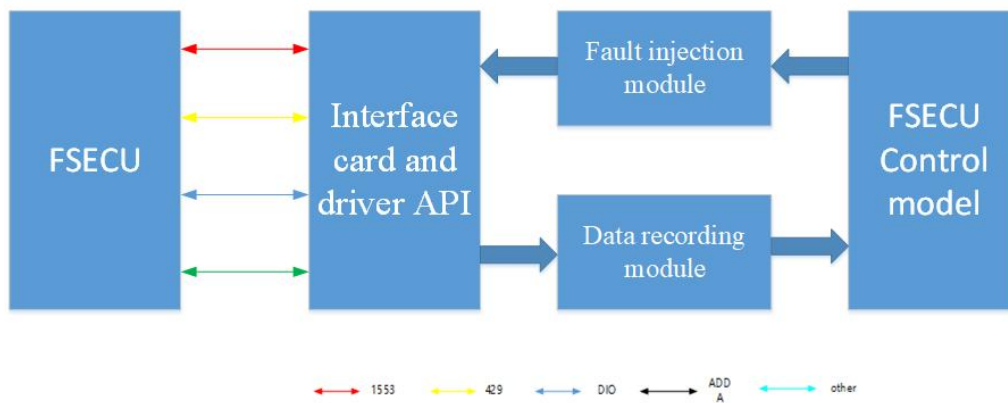 FSECU
Interface
card and
driver API
Fault injection
module
Data recording
module
FSECU
Control
model
1553
429
DIO
ADD
A
other